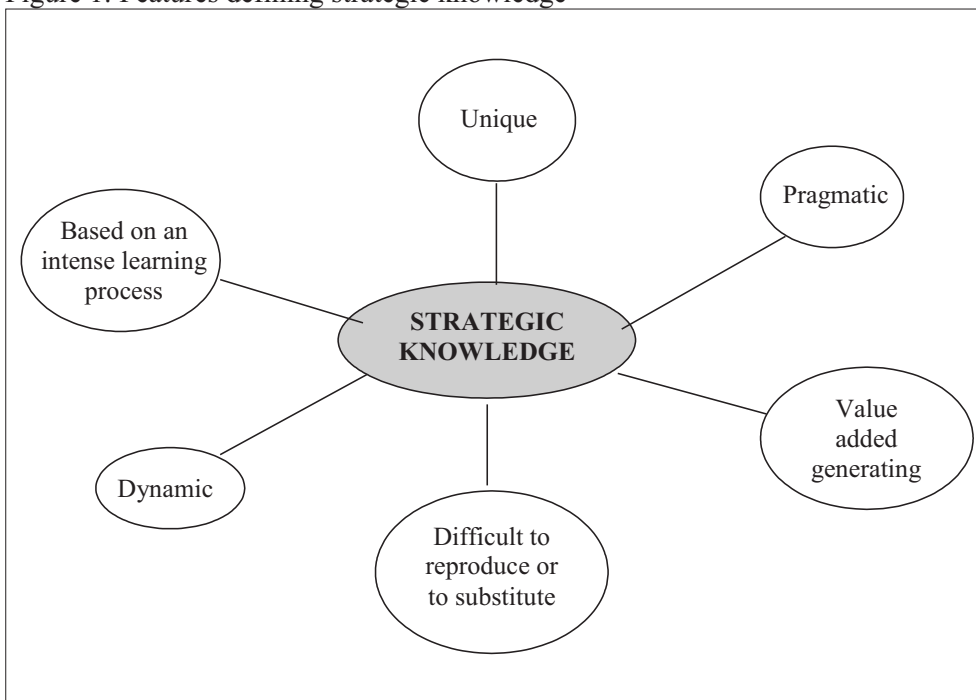 Figure 1. Features defining strategic knowledge
Unique
Pragmatic
Based on an
intense learning
process
STRATEGIC
KNOWLEDGE
Value
added
generating
Dynamic
Difficult to
reproduce or
to substitute